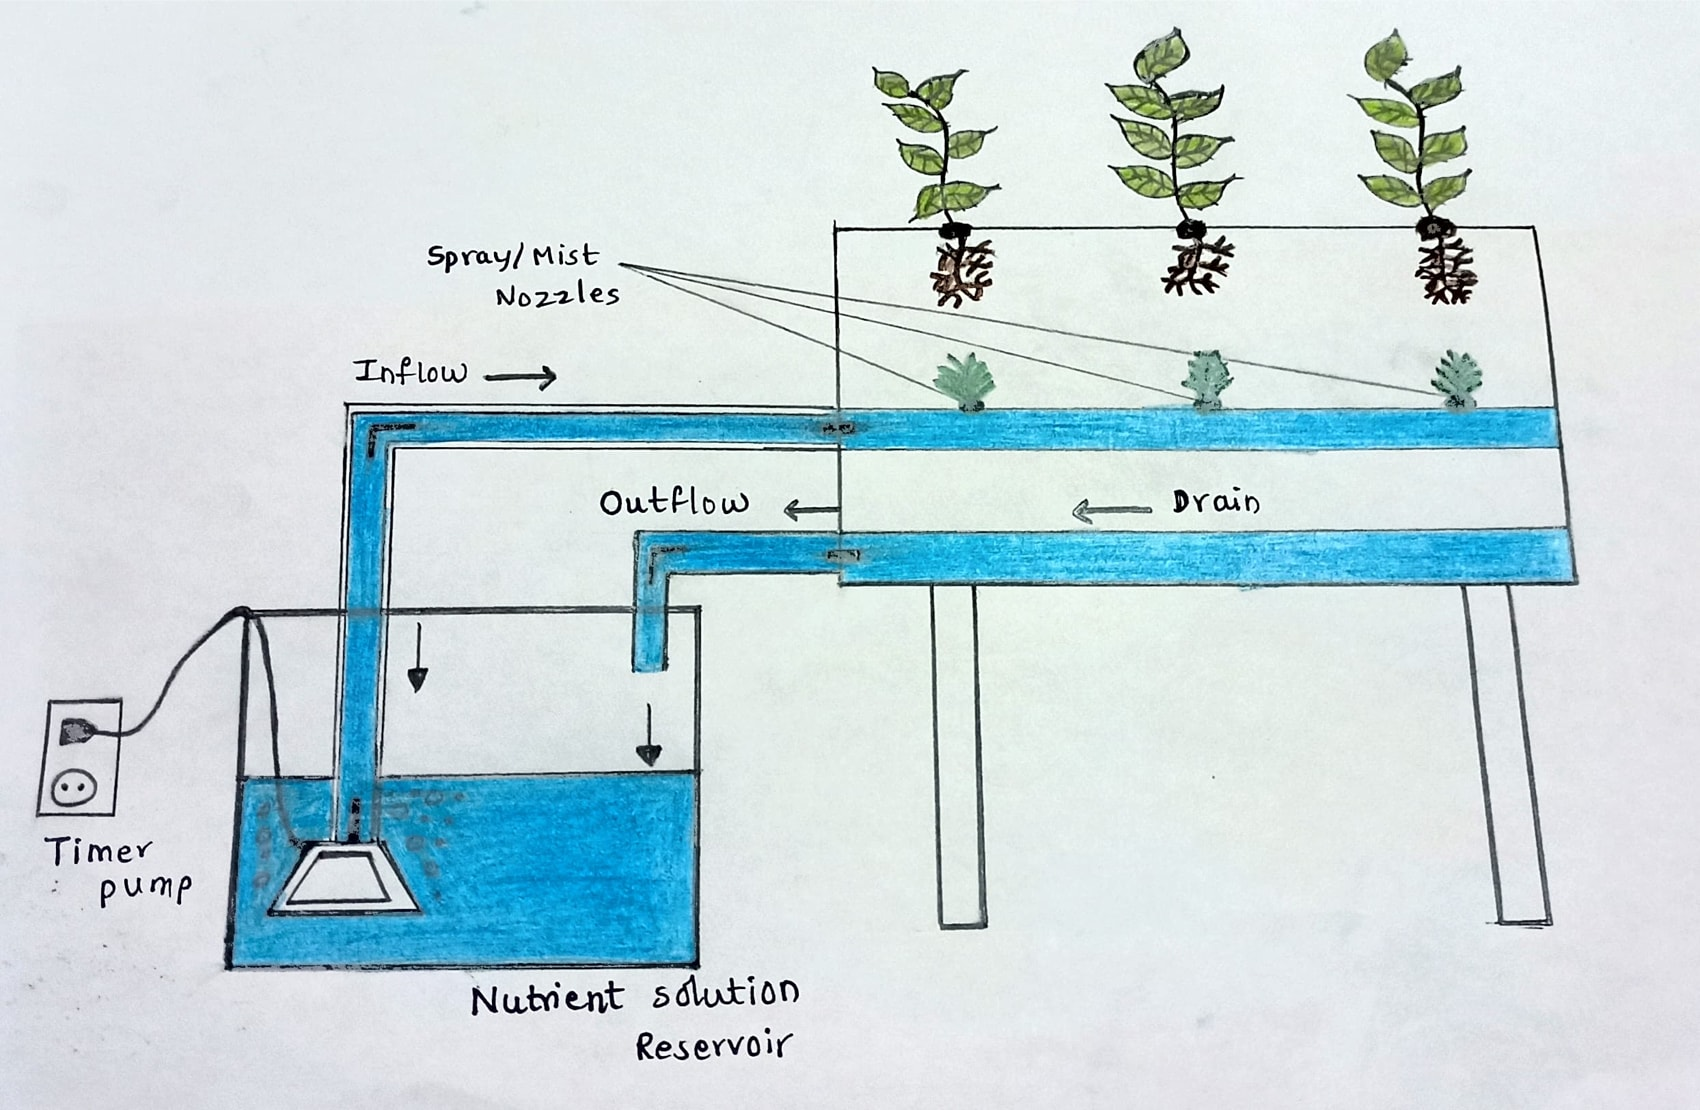 Spray/Mist
Nozzles
Inflow
Outflow
Drain
Timer
pump
Nutrient solution
Reservoir